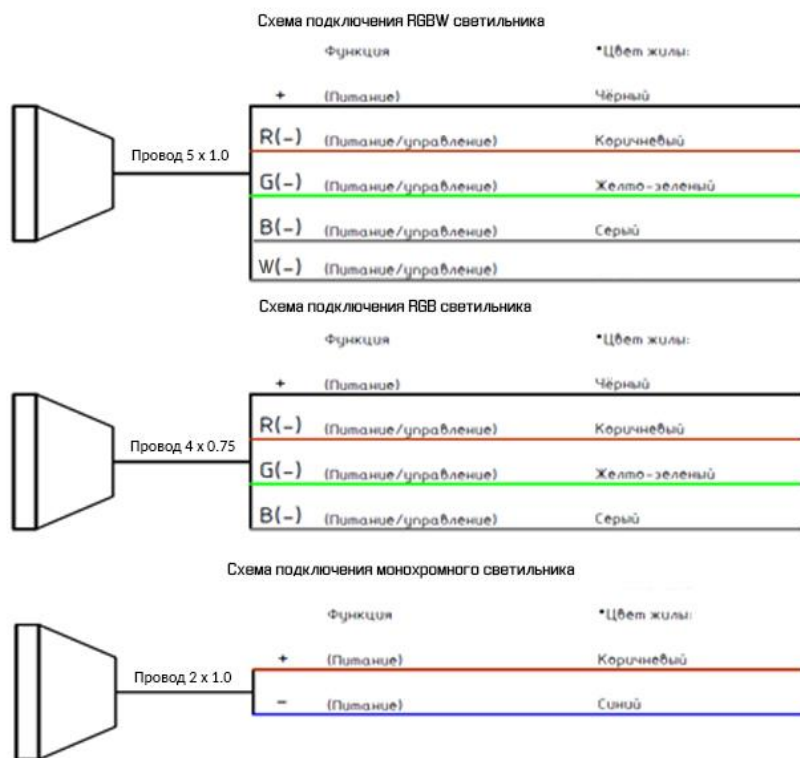 Схема подключения RGBW светильника
Функция *Цвет жилы:
+ (Питание) Чёрный
R(-) (Питание/управление) Коричневый
Провод 5 x 1.0
G(-) (Питание/управление) Желто-зеленый
B(-) (Питание/управление) Серый
W(-) (Питание/управление)
Схема подключения RGB светильника
Функция *Цвет жилы:
+ (Питание) Чёрный
R(-) (Питание/управление) Коричневый
Провод 4 x 0.75
G(-) (Питание/управление) Желто-зеленый
B(-) (Питание/управление) Серый
Схема подключения монохромного светильника
Функция *Цвет жилы:
+ (Питание) Коричневый
Провод 2 x 1.0
- (Питание) Синий